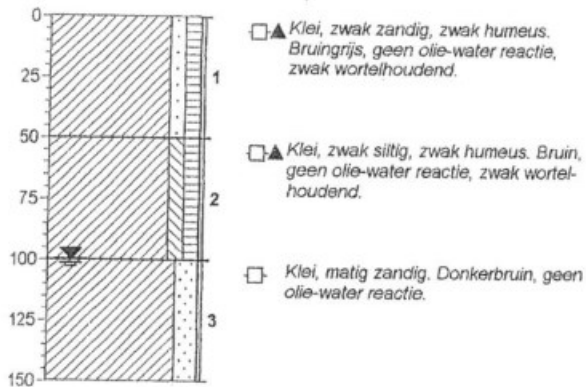 0
25
50
75
100
125
150
1
2
3
Klei, zwak zandig, zwak humeus.
Bruingrijs, geen olie-water reactie,
zwak wortelhoudend.
Klei, zwak siltig, zwak humeus. Bruin,
geen olie-water reactie, zwak wortel-
houdend.
Klei, matig zandig. Donkerbruin, geen
olie-water reactie.